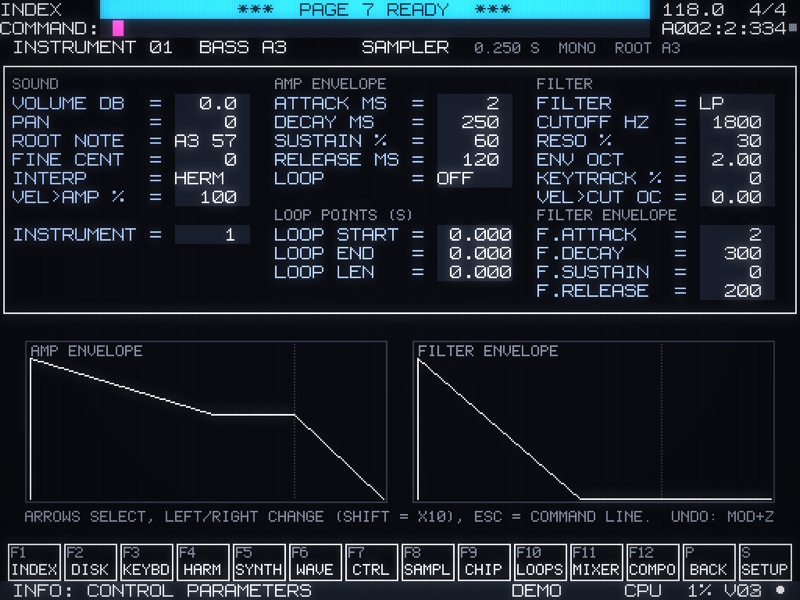 INDEX *** PAGE 7 READY *** 118.0 4/4
COMMAND: A002:2:334
INSTRUMENT 01 BASS A3 SAMPLER 0.250 S MONO ROOT A3
SOUND AMP ENVELOPE FILTER
VOLUME DB = 0.0 ATTACK MS = 2 FILTER = LP
PAN = 0 DECAY MS = 250 CUTOFF HZ = 1800
ROOT NOTE = A3 57 SUSTAIN % = 60 RESO % = 30
FINE CENT = 0 RELEASE MS = 120 ENV OCT = 2.00
INTERP = HERM LOOP = OFF KEYTRACK % = 0
VEL>AMP % = 100 VEL>CUT OC = 0.00
LOOP POINTS (S) FILTER ENVELOPE
INSTRUMENT = 1 LOOP START = 0.000 F.ATTACK = 2
LOOP END = 0.000 F.DECAY = 300
LOOP LEN = 0.000 F.SUSTAIN = 0
F.RELEASE = 200
AMP ENVELOPE FILTER ENVELOPE
ARROWS SELECT, LEFT/RIGHT CHANGE (SHIFT = X10), ESC = COMMAND LINE. UNDO: MOD+Z
F1 F2 F3 F4 F5 F6 F7 F8 F9 F10 F11 F12 P S
INDEX DISK KEYBD HARM SYNTH WAVE CTRL SAMPL CHIP LOOPS MIXER COMPO BACK SETUP
INFO: CONTROL PARAMETERS DEMO CPU 1% V03